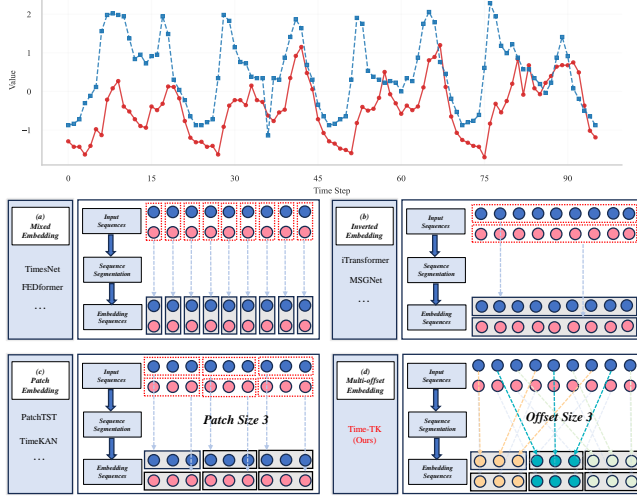 2
1
0
−1
Value
0
15
30
45
60
75
90
Time Step
(a)
Mixed
Embedding
TimesNet
FEDformer
...
Input
Sequences
Sequence
Segmentation
Embedding
Sequences
(b)
Inverted
Embedding
iTransformer
MSGNet
...
Input
Sequences
Sequence
Segmentation
Embedding
Sequences
(c)
Patch
Embedding
PatchTST
TimeKAN
...
Input
Sequences
Sequence
Segmentation
Embedding
Sequences
Patch Size 3
(d)
Multi-offset
Embedding
Time-TK
(Ours)
Input
Sequences
Sequence
Segmentation
Embedding
Sequences
Offset Size 3